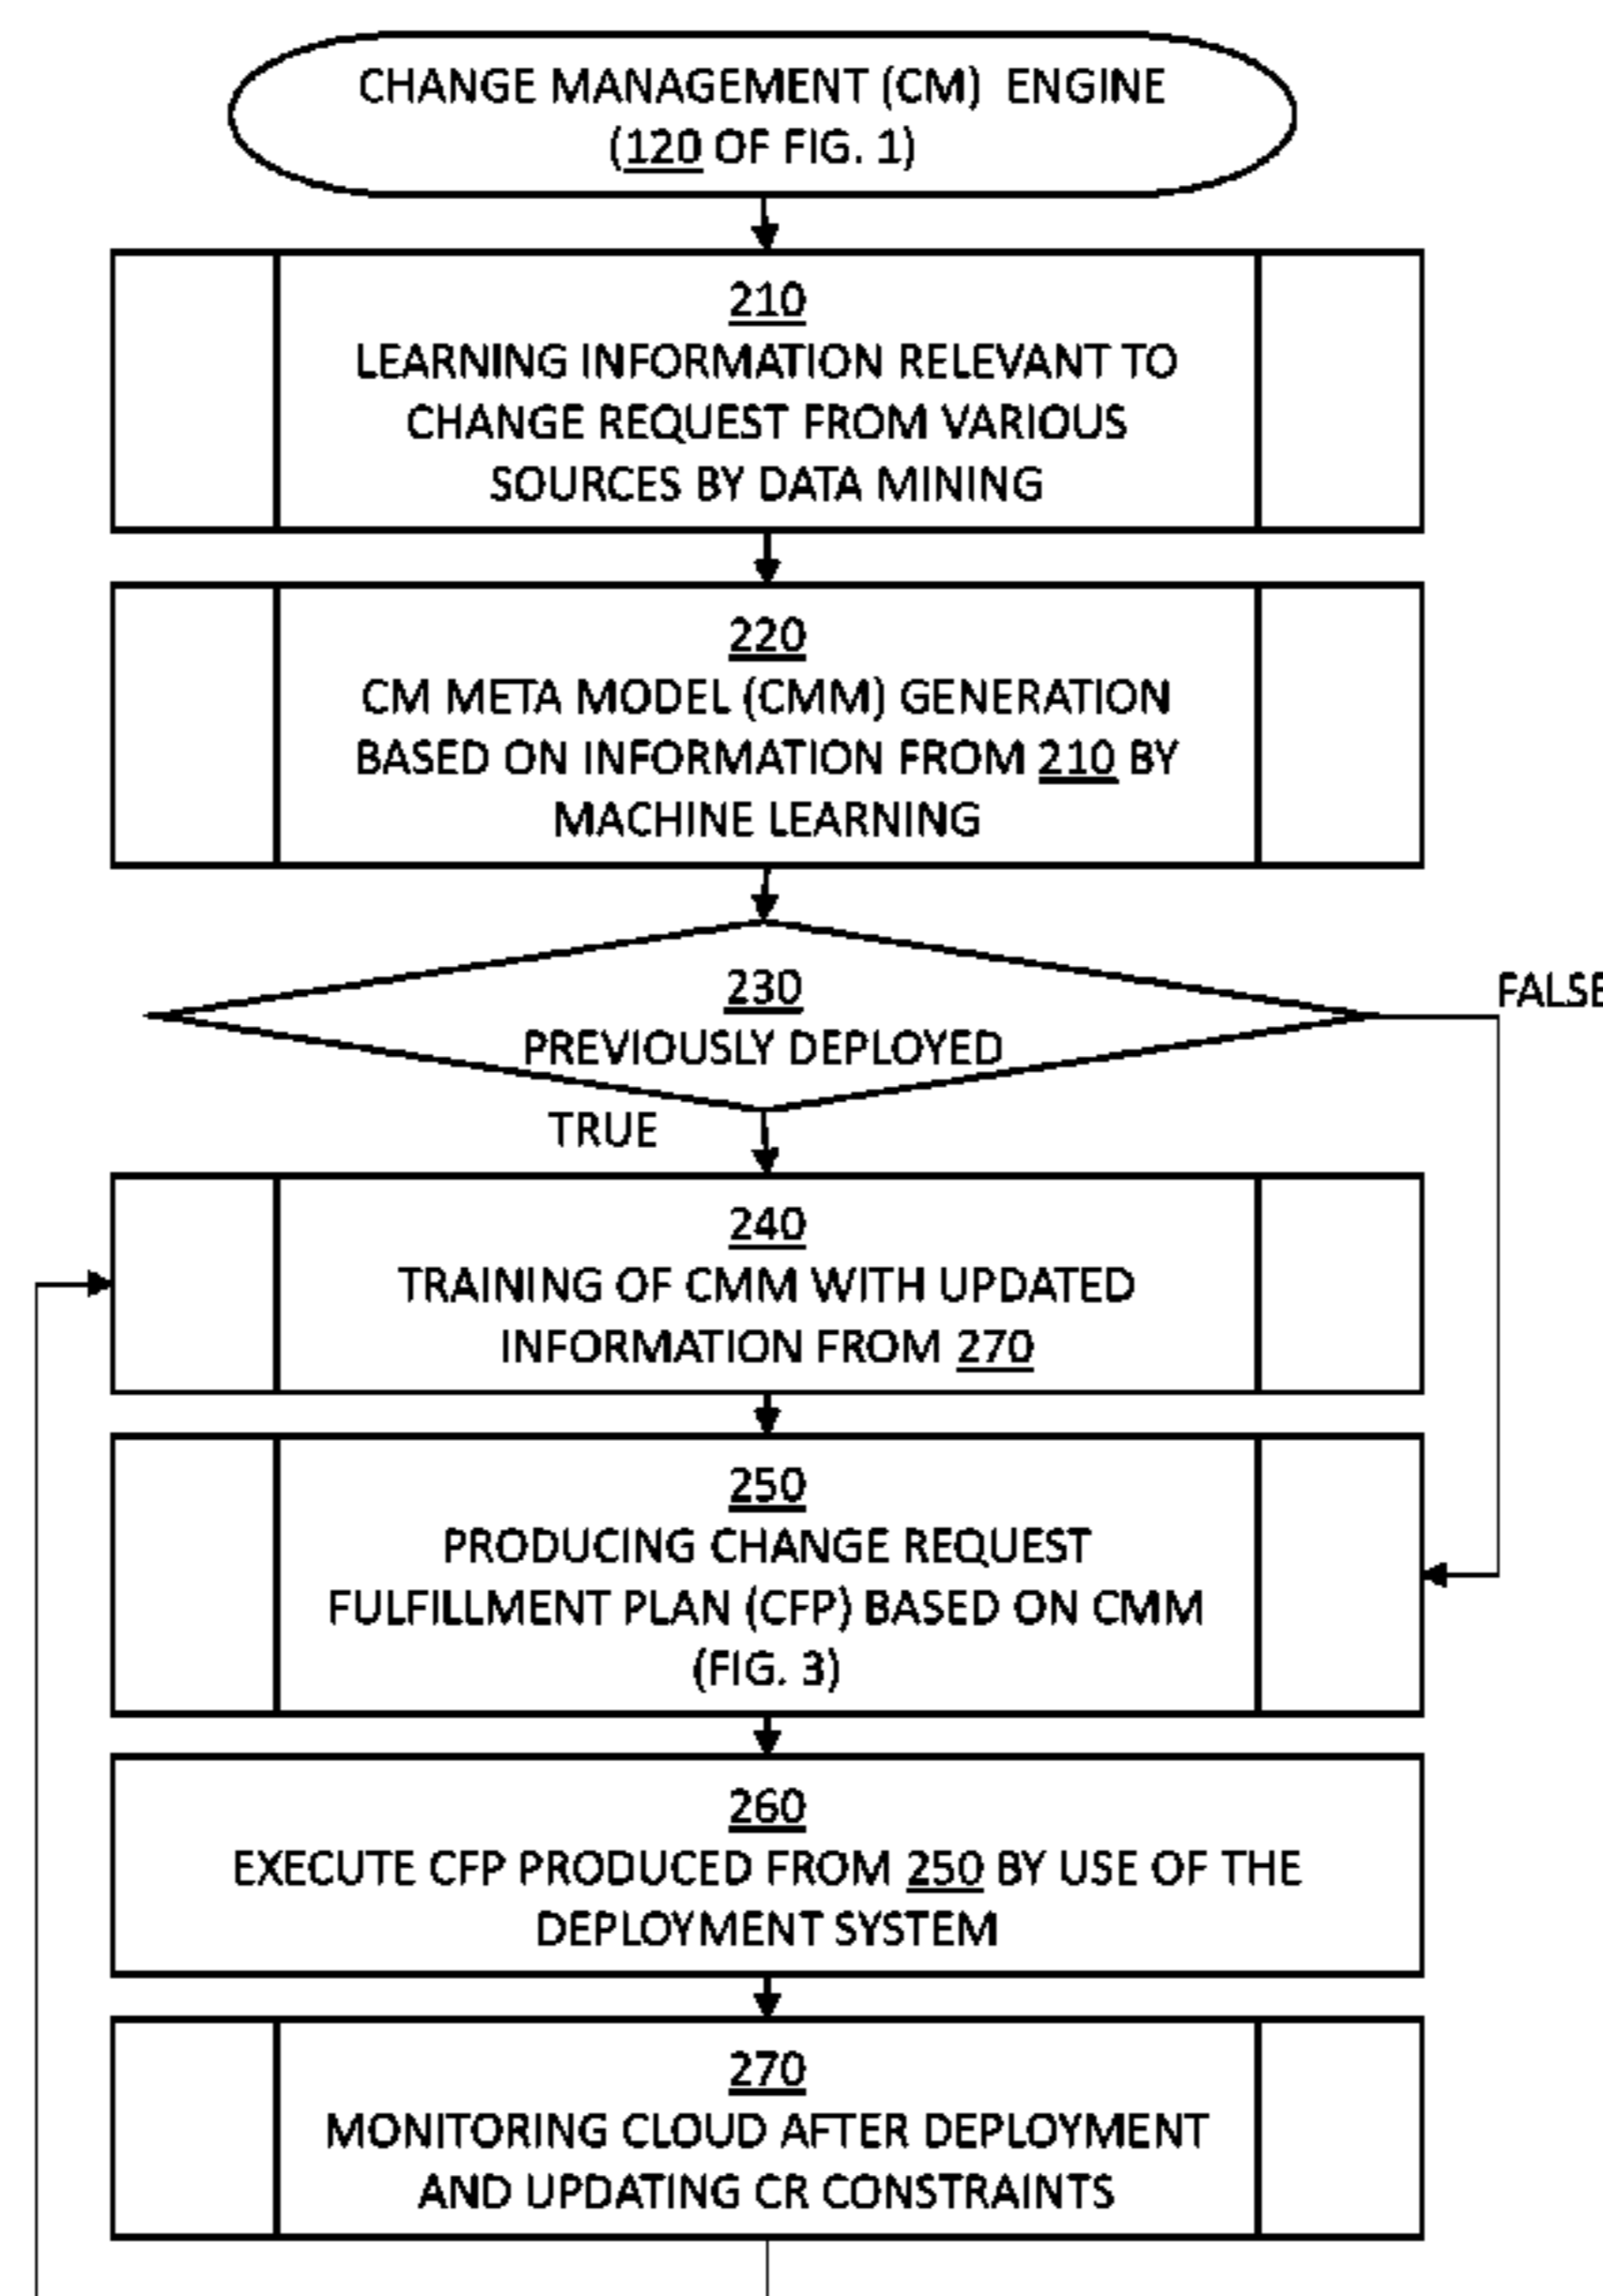 CHANGE MANAGEMENT (CM) ENGINE
(120 OF FIG. 1)
210
LEARNING INFORMATION RELEVANT TO
CHANGE REQUEST FROM VARIOUS
SOURCES BY DATA MINING
220
CM META MODEL (CMM) GENERATION
BASED ON INFORMATION FROM 210 BY
MACHINE LEARNING
230
PREVIOUSLY DEPLOYED
FALSE
TRUE
240
TRAINING OF CMM WITH UPDATED
INFORMATION FROM 270
250
PRODUCING CHANGE REQUEST
FULFILLMENT PLAN (CFP) BASED ON CMM
(FIG. 3)
260
EXECUTE CFP PRODUCED FROM 250 BY USE OF THE
DEPLOYMENT SYSTEM
270
MONITORING CLOUD AFTER DEPLOYMENT
AND UPDATING CR CONSTRAINTS